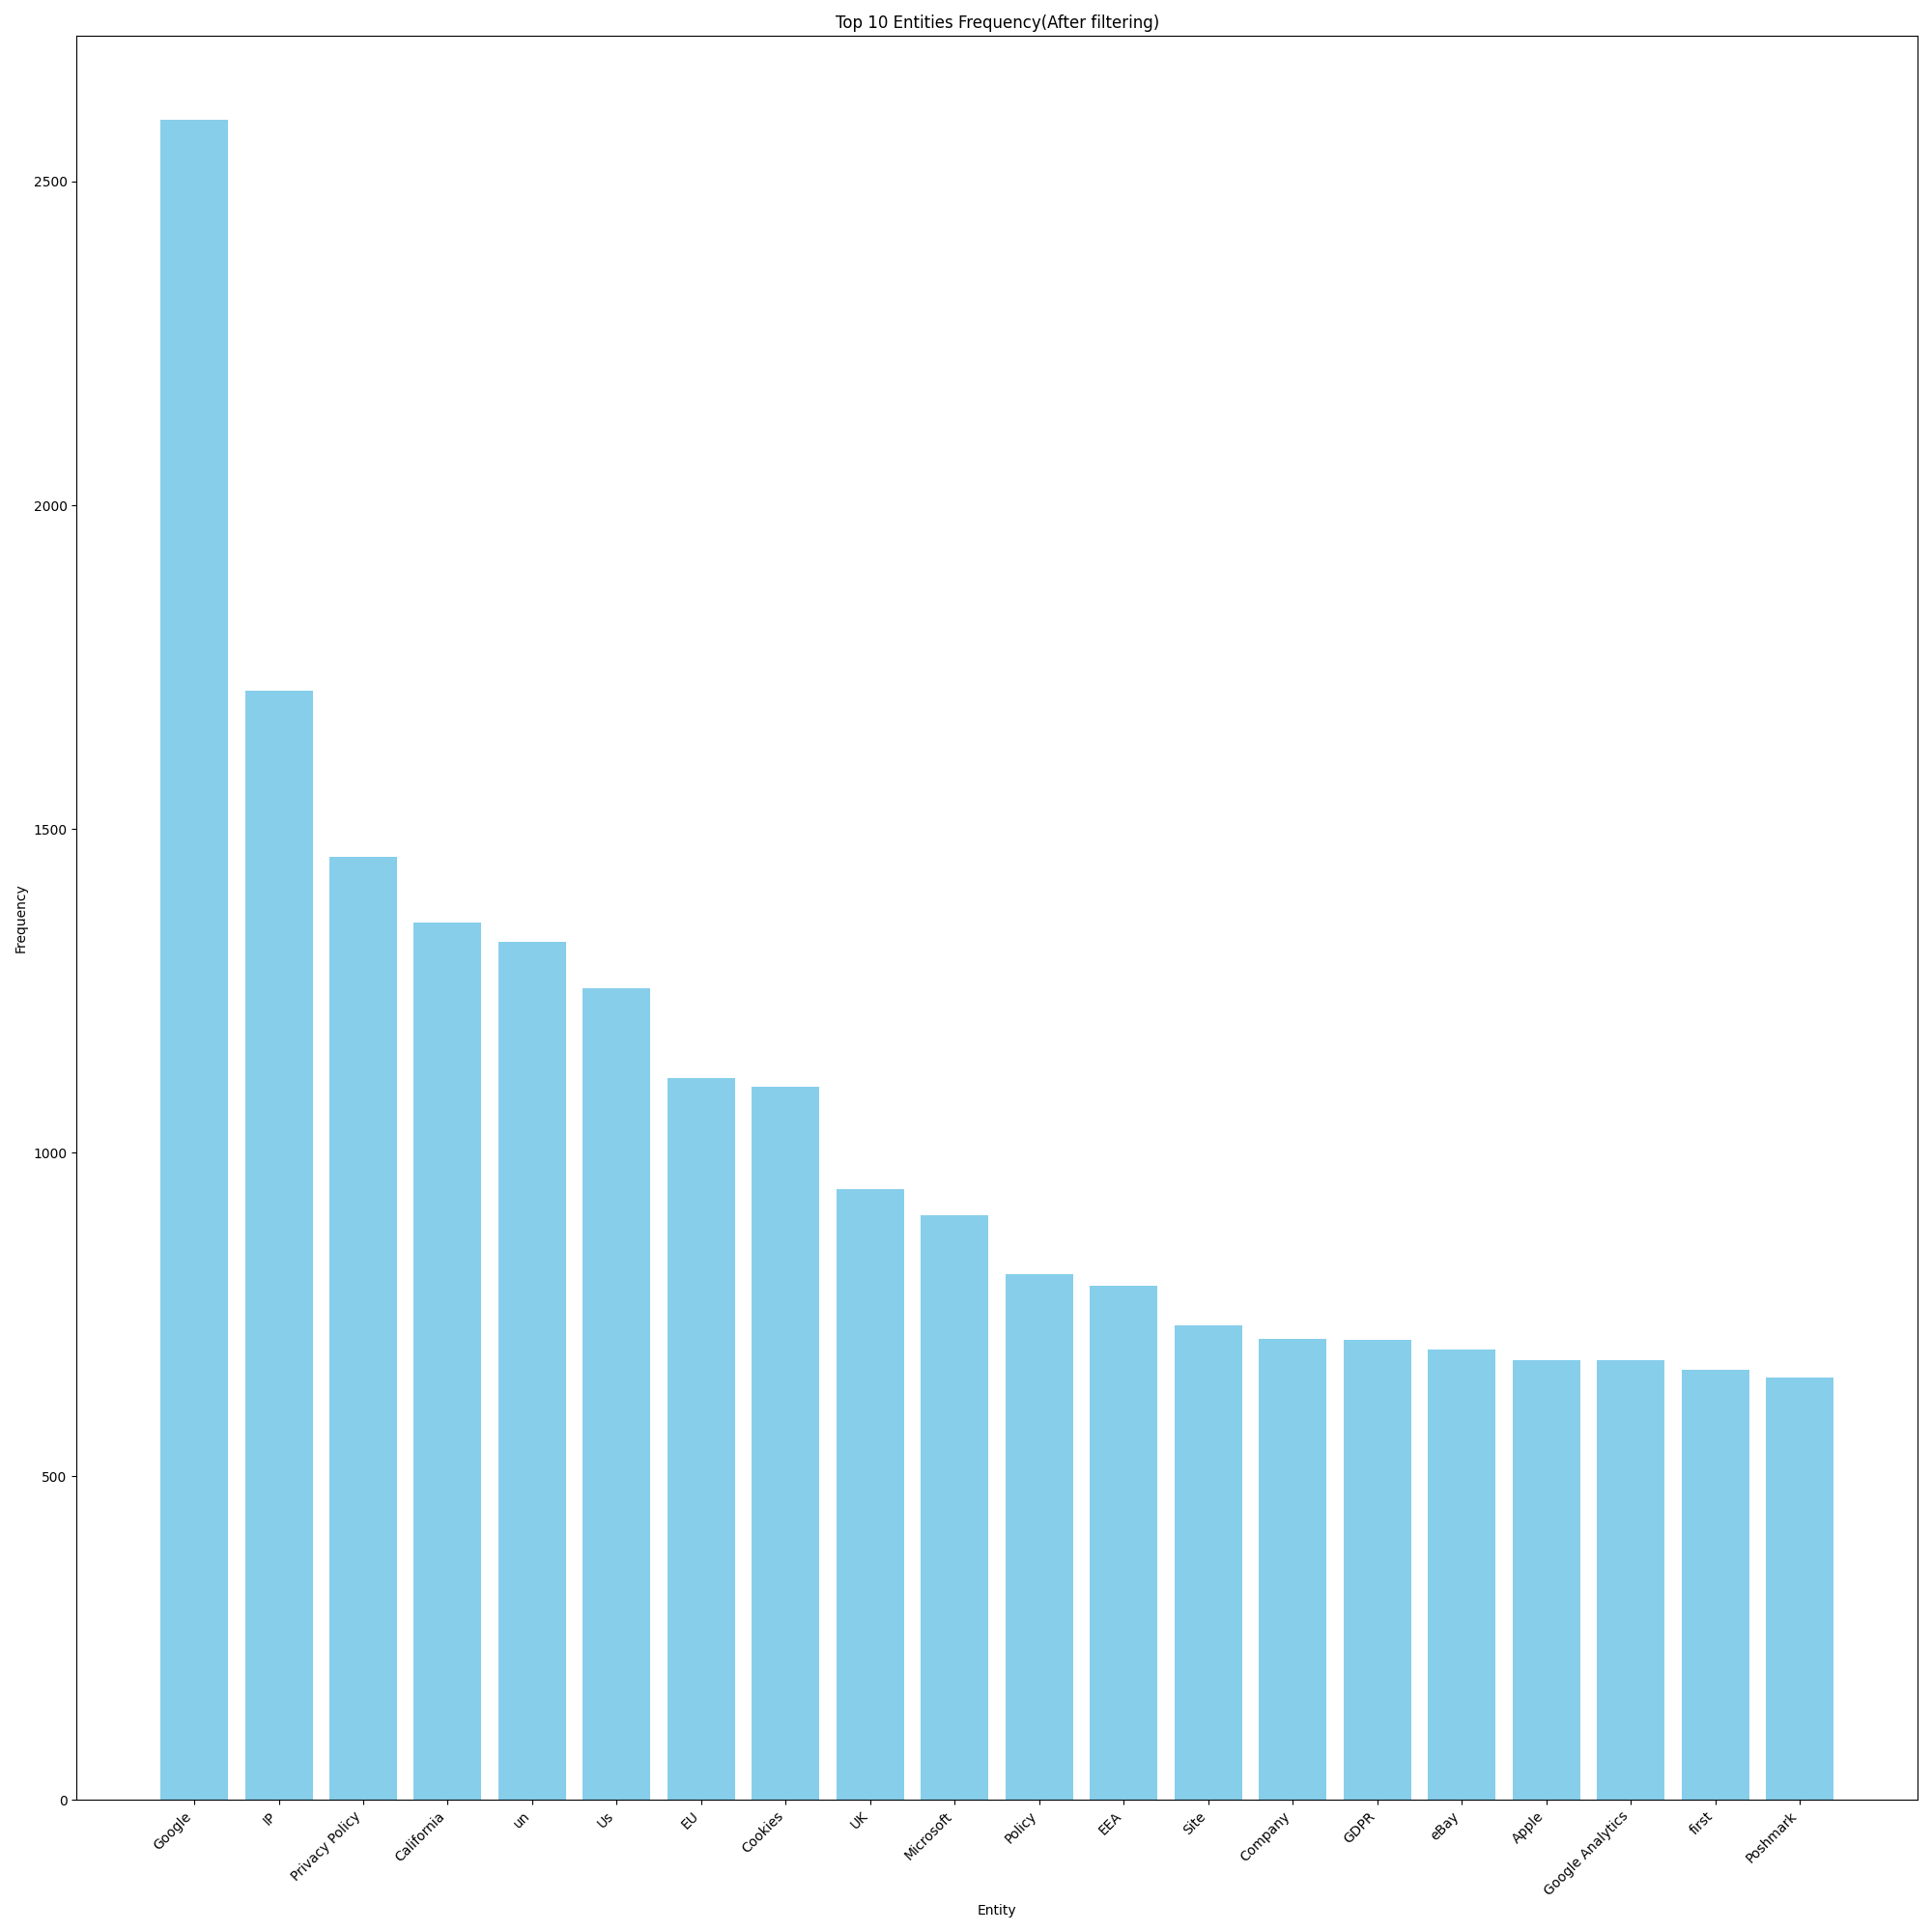 Top 10 Entities Frequency(After filtering)
Frequency
2500
2000
1500
1000
500
0
Google
IP
Privacy Policy
California
un
Us
EU
Cookies
UK
Microsoft
Policy
EEA
Site
Company
GDPR
eBay
Apple
Google Analytics
first
Poshmark
Entity